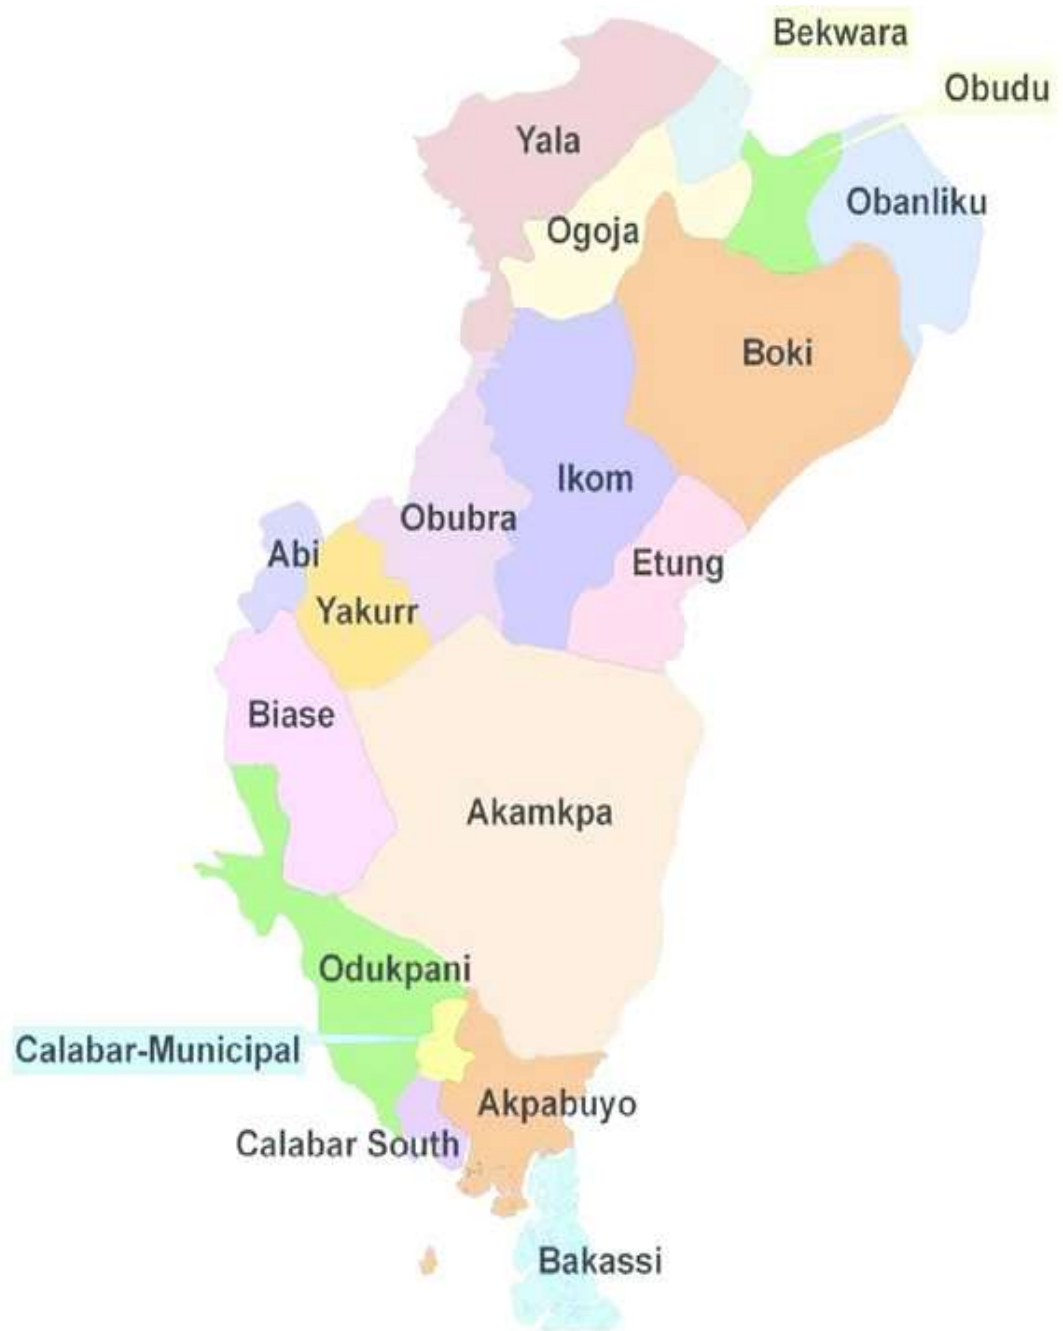 Bekwara
Obudu
Yala
Obanliku
Ogoja
Boki
Ikom
Obubra
Abi
Etung
Yakurr
Biase
Akamkpa
Odukpani
Calabar-Municipal
Akpabuyo
Calabar South
Bakassi